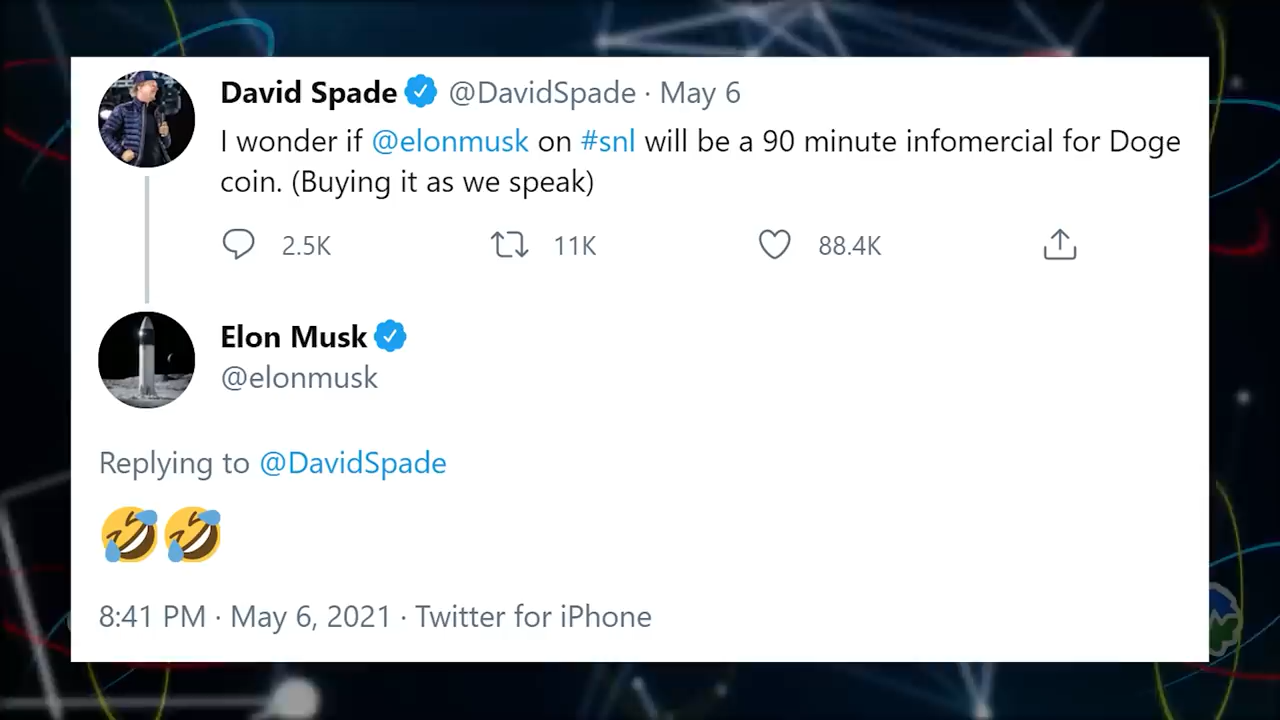 David Spade @DavidSpade · May 6
I wonder if @elonmusk on #snl will be a 90 minute infomercial for Doge
coin. (Buying it as we speak)
2.5K 11K 88.4K
Elon Musk
@elonmusk
Replying to @DavidSpade
🤣🤣
8:41 PM · May 6, 2021 · Twitter for iPhone